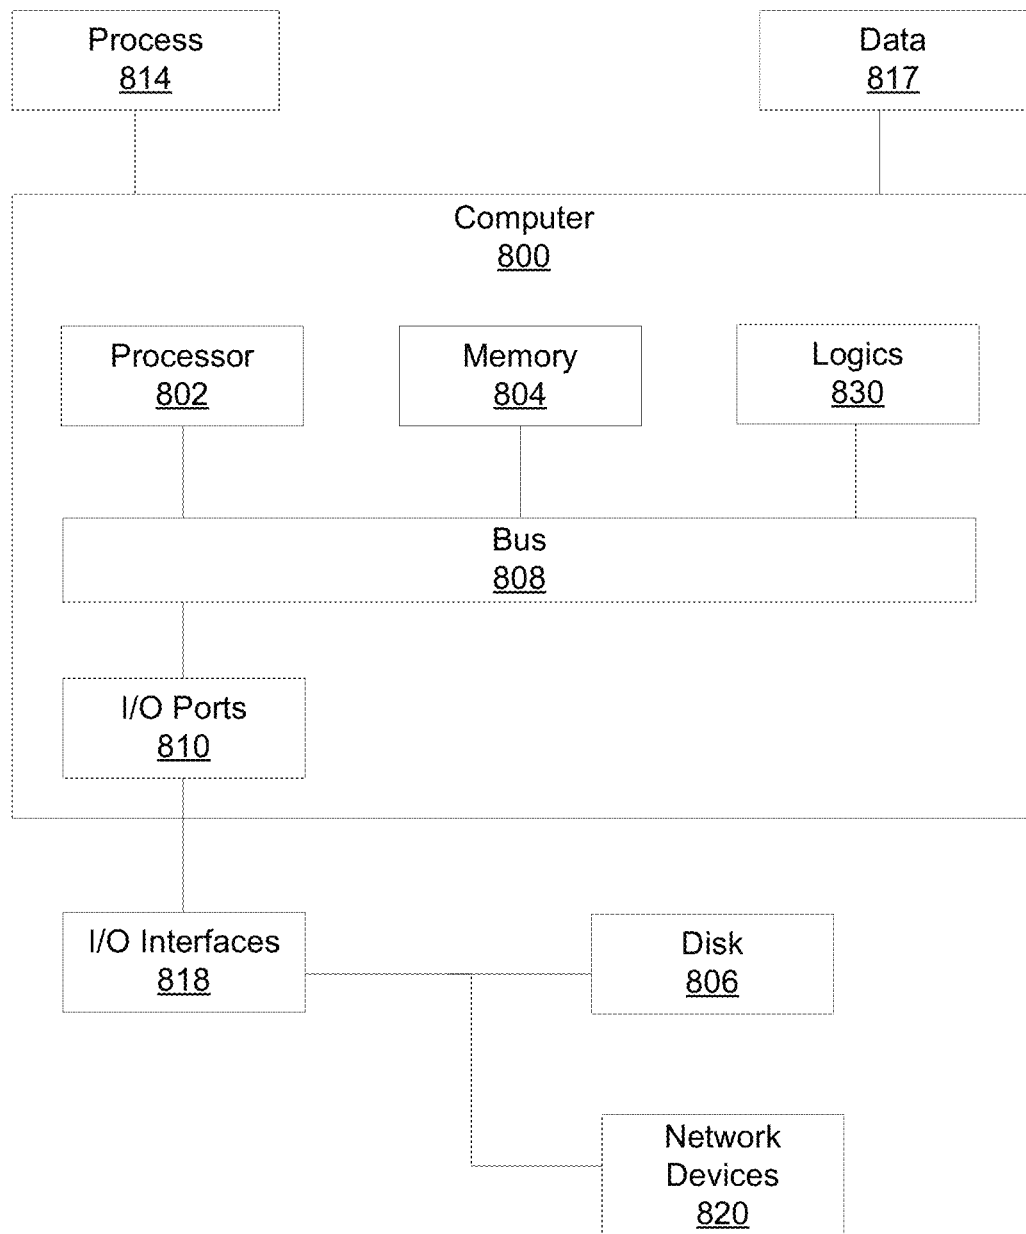 Process
814
Data
817
Computer
800
Processor
802
Memory
804
Logics
830
Bus
808
I/O Ports
810
I/O Interfaces
818
Disk
806
Network
Devices
820